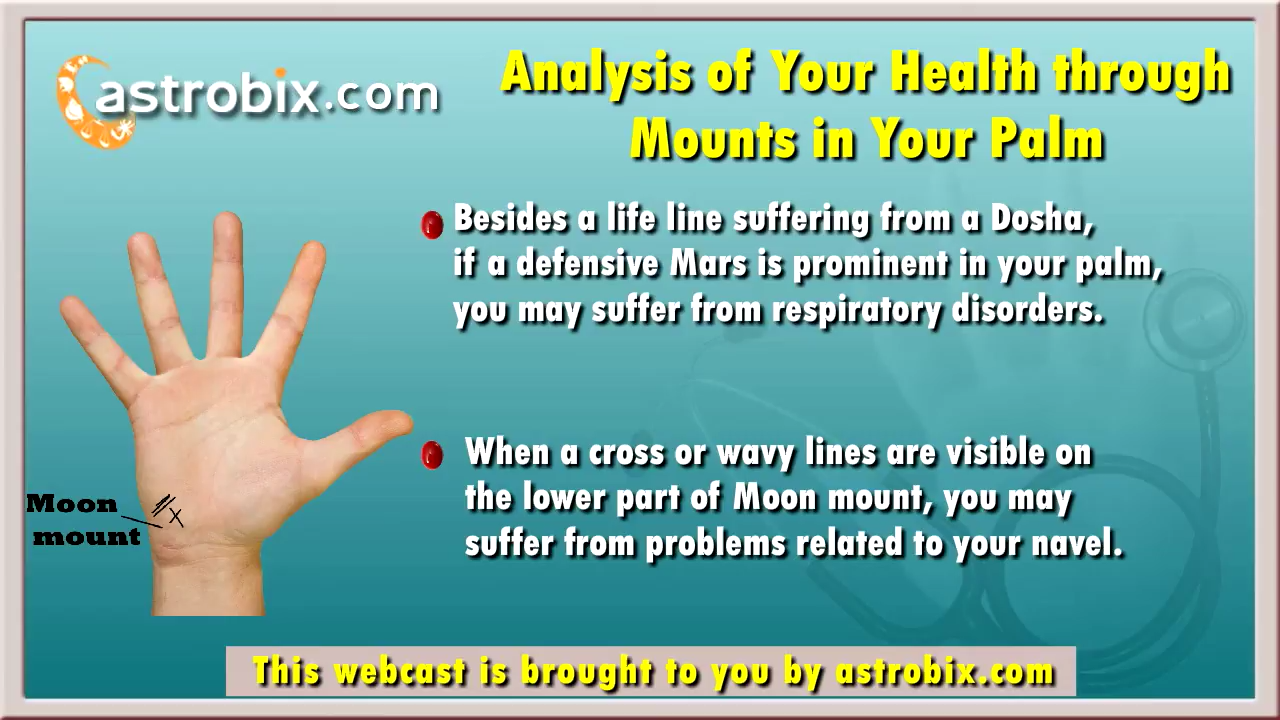 astrobix.com
Analysis of Your Health through
Mounts in Your Palm
Besides a life line suffering from a Dosha,
if a defensive Mars is prominent in your palm,
you may suffer from respiratory disorders.
When a cross or wavy lines are visible on
the lower part of Moon mount, you may
suffer from problems related to your navel.
Moon
mount
This webcast is brought to you by astrobix.com